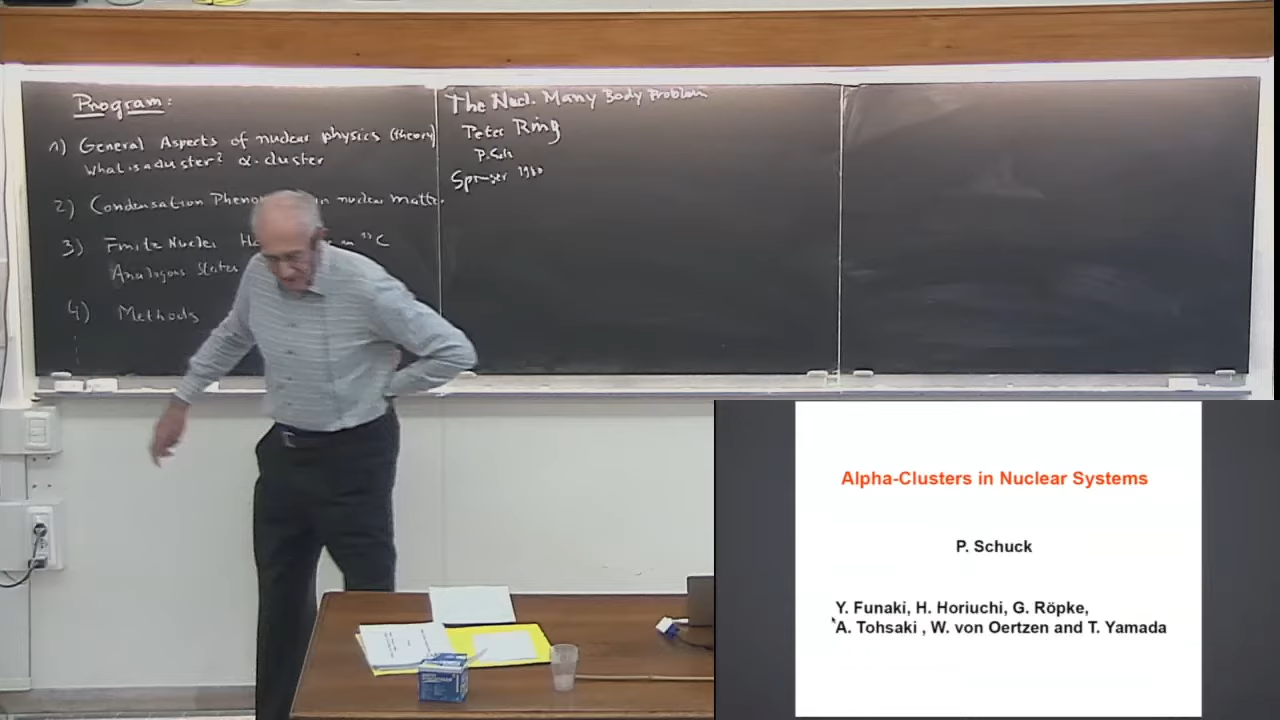 Program:
1) General Aspects of nuclear physics (theory)
What is a cluster? α-cluster
2) Condensation in nuclear matter.
3) Finite Nuclei
Analogous states
4) Methods
The Nucl. Many Body Problem
Peter Ring
Springer 1980
Alpha-Clusters in Nuclear Systems
P. Schuck
Y. Funaki, H. Horiuchi, G. Röpke,
A. Tohsaki , W. von Oertzen and T. Yamada